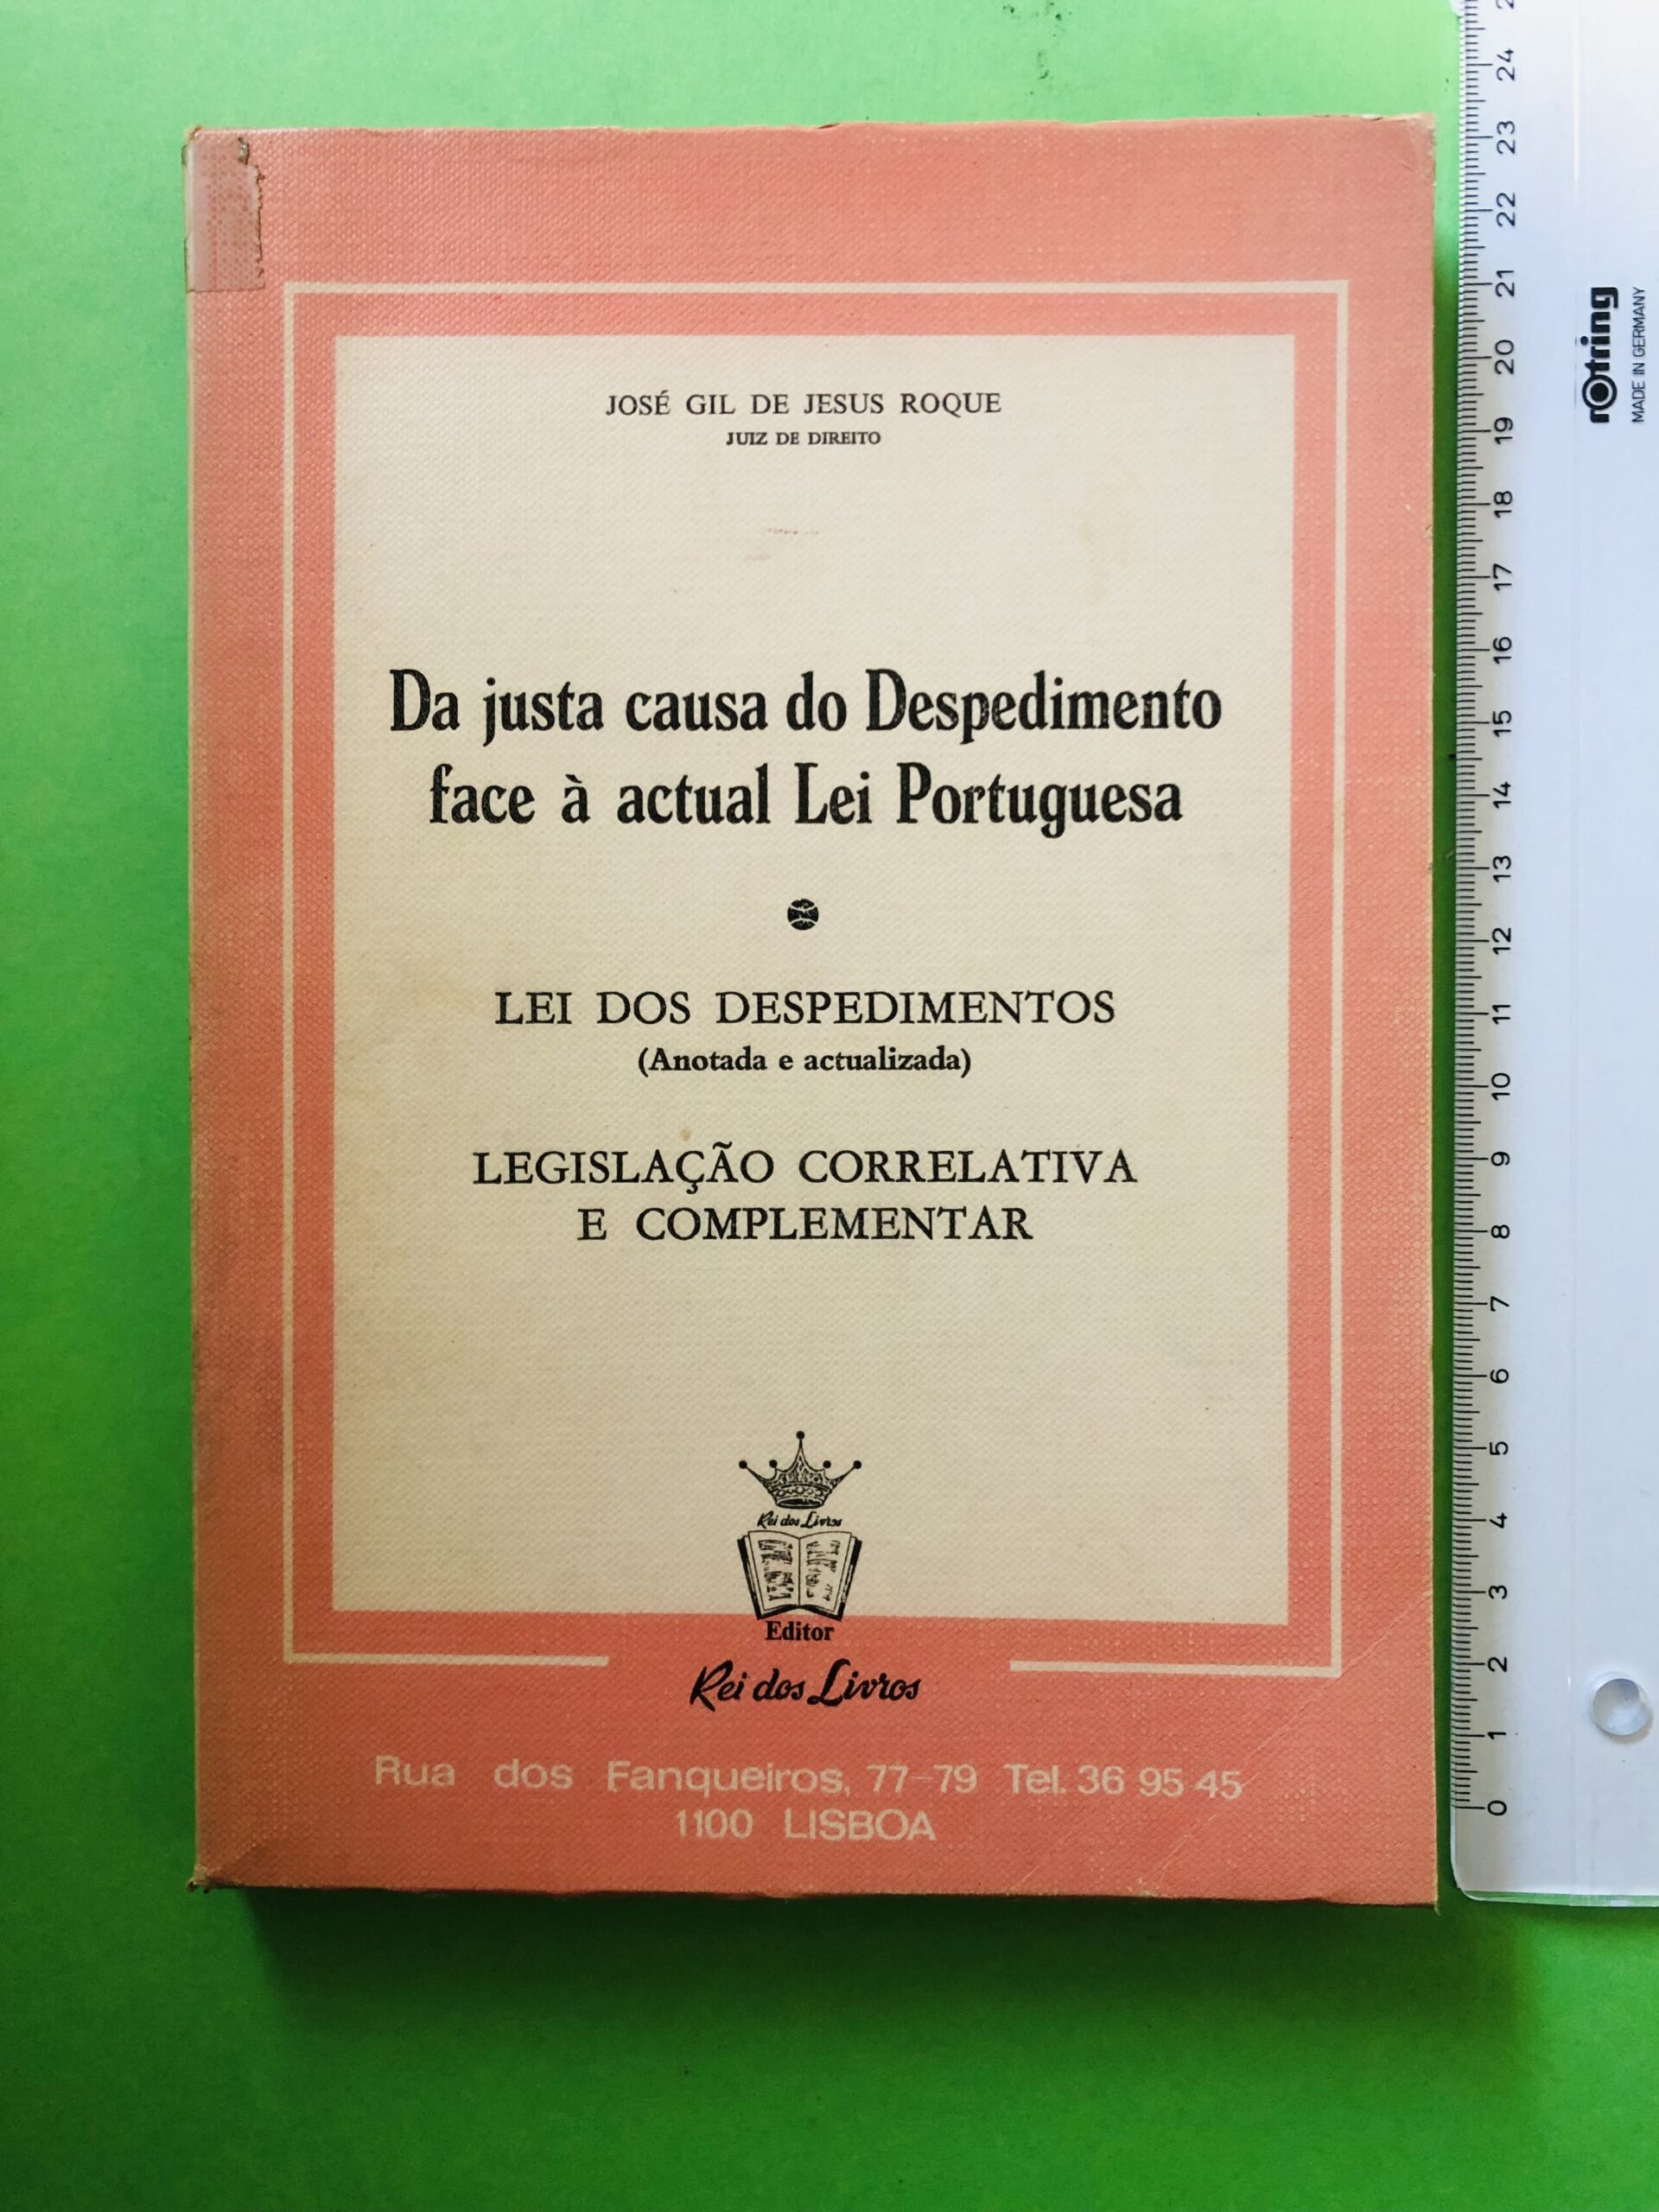 JOSÉ GIL DE JESUS ROQUE
JUIZ DE DIREITO
Da justa causa do Despedimento
face à actual Lei Portuguesa
LEI DOS DESPEDIMENTOS
(Anotada e actualizada)
LEGISLAÇÃO CORRELATIVA
E COMPLEMENTAR
Rei dos Livros
Editor
Rei dos Livros
Rua dos Fanqueiros, 77-79 Tel. 36 95 45
1100 LISBOA
24
23
22
21
20
19
18
17
16
15
14
13
12
11
10
9
8
7
6
5
4
3
2
1
0
rotring
MADE IN GERMANY